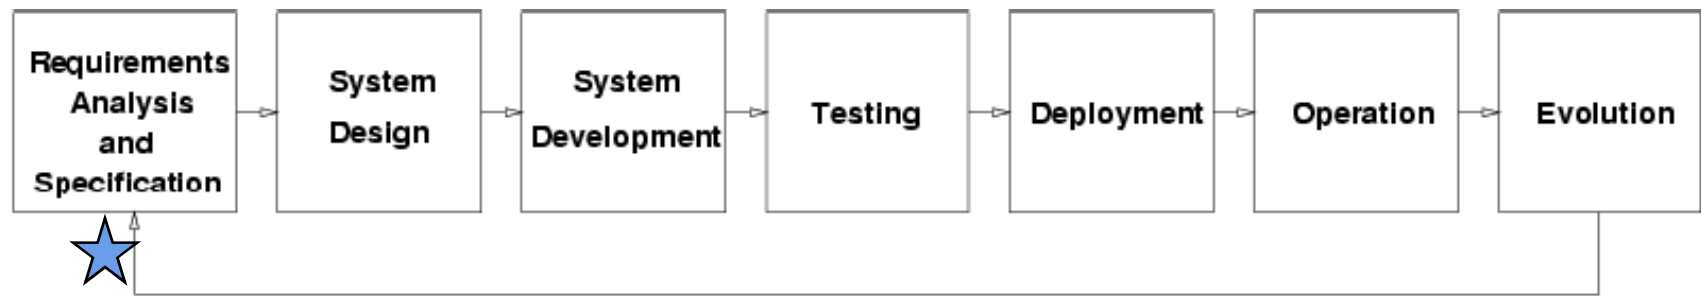 Requirements
Analysis
and
Specification
System
Design
System
Development
Testing
Deployment
Operation
Evolution